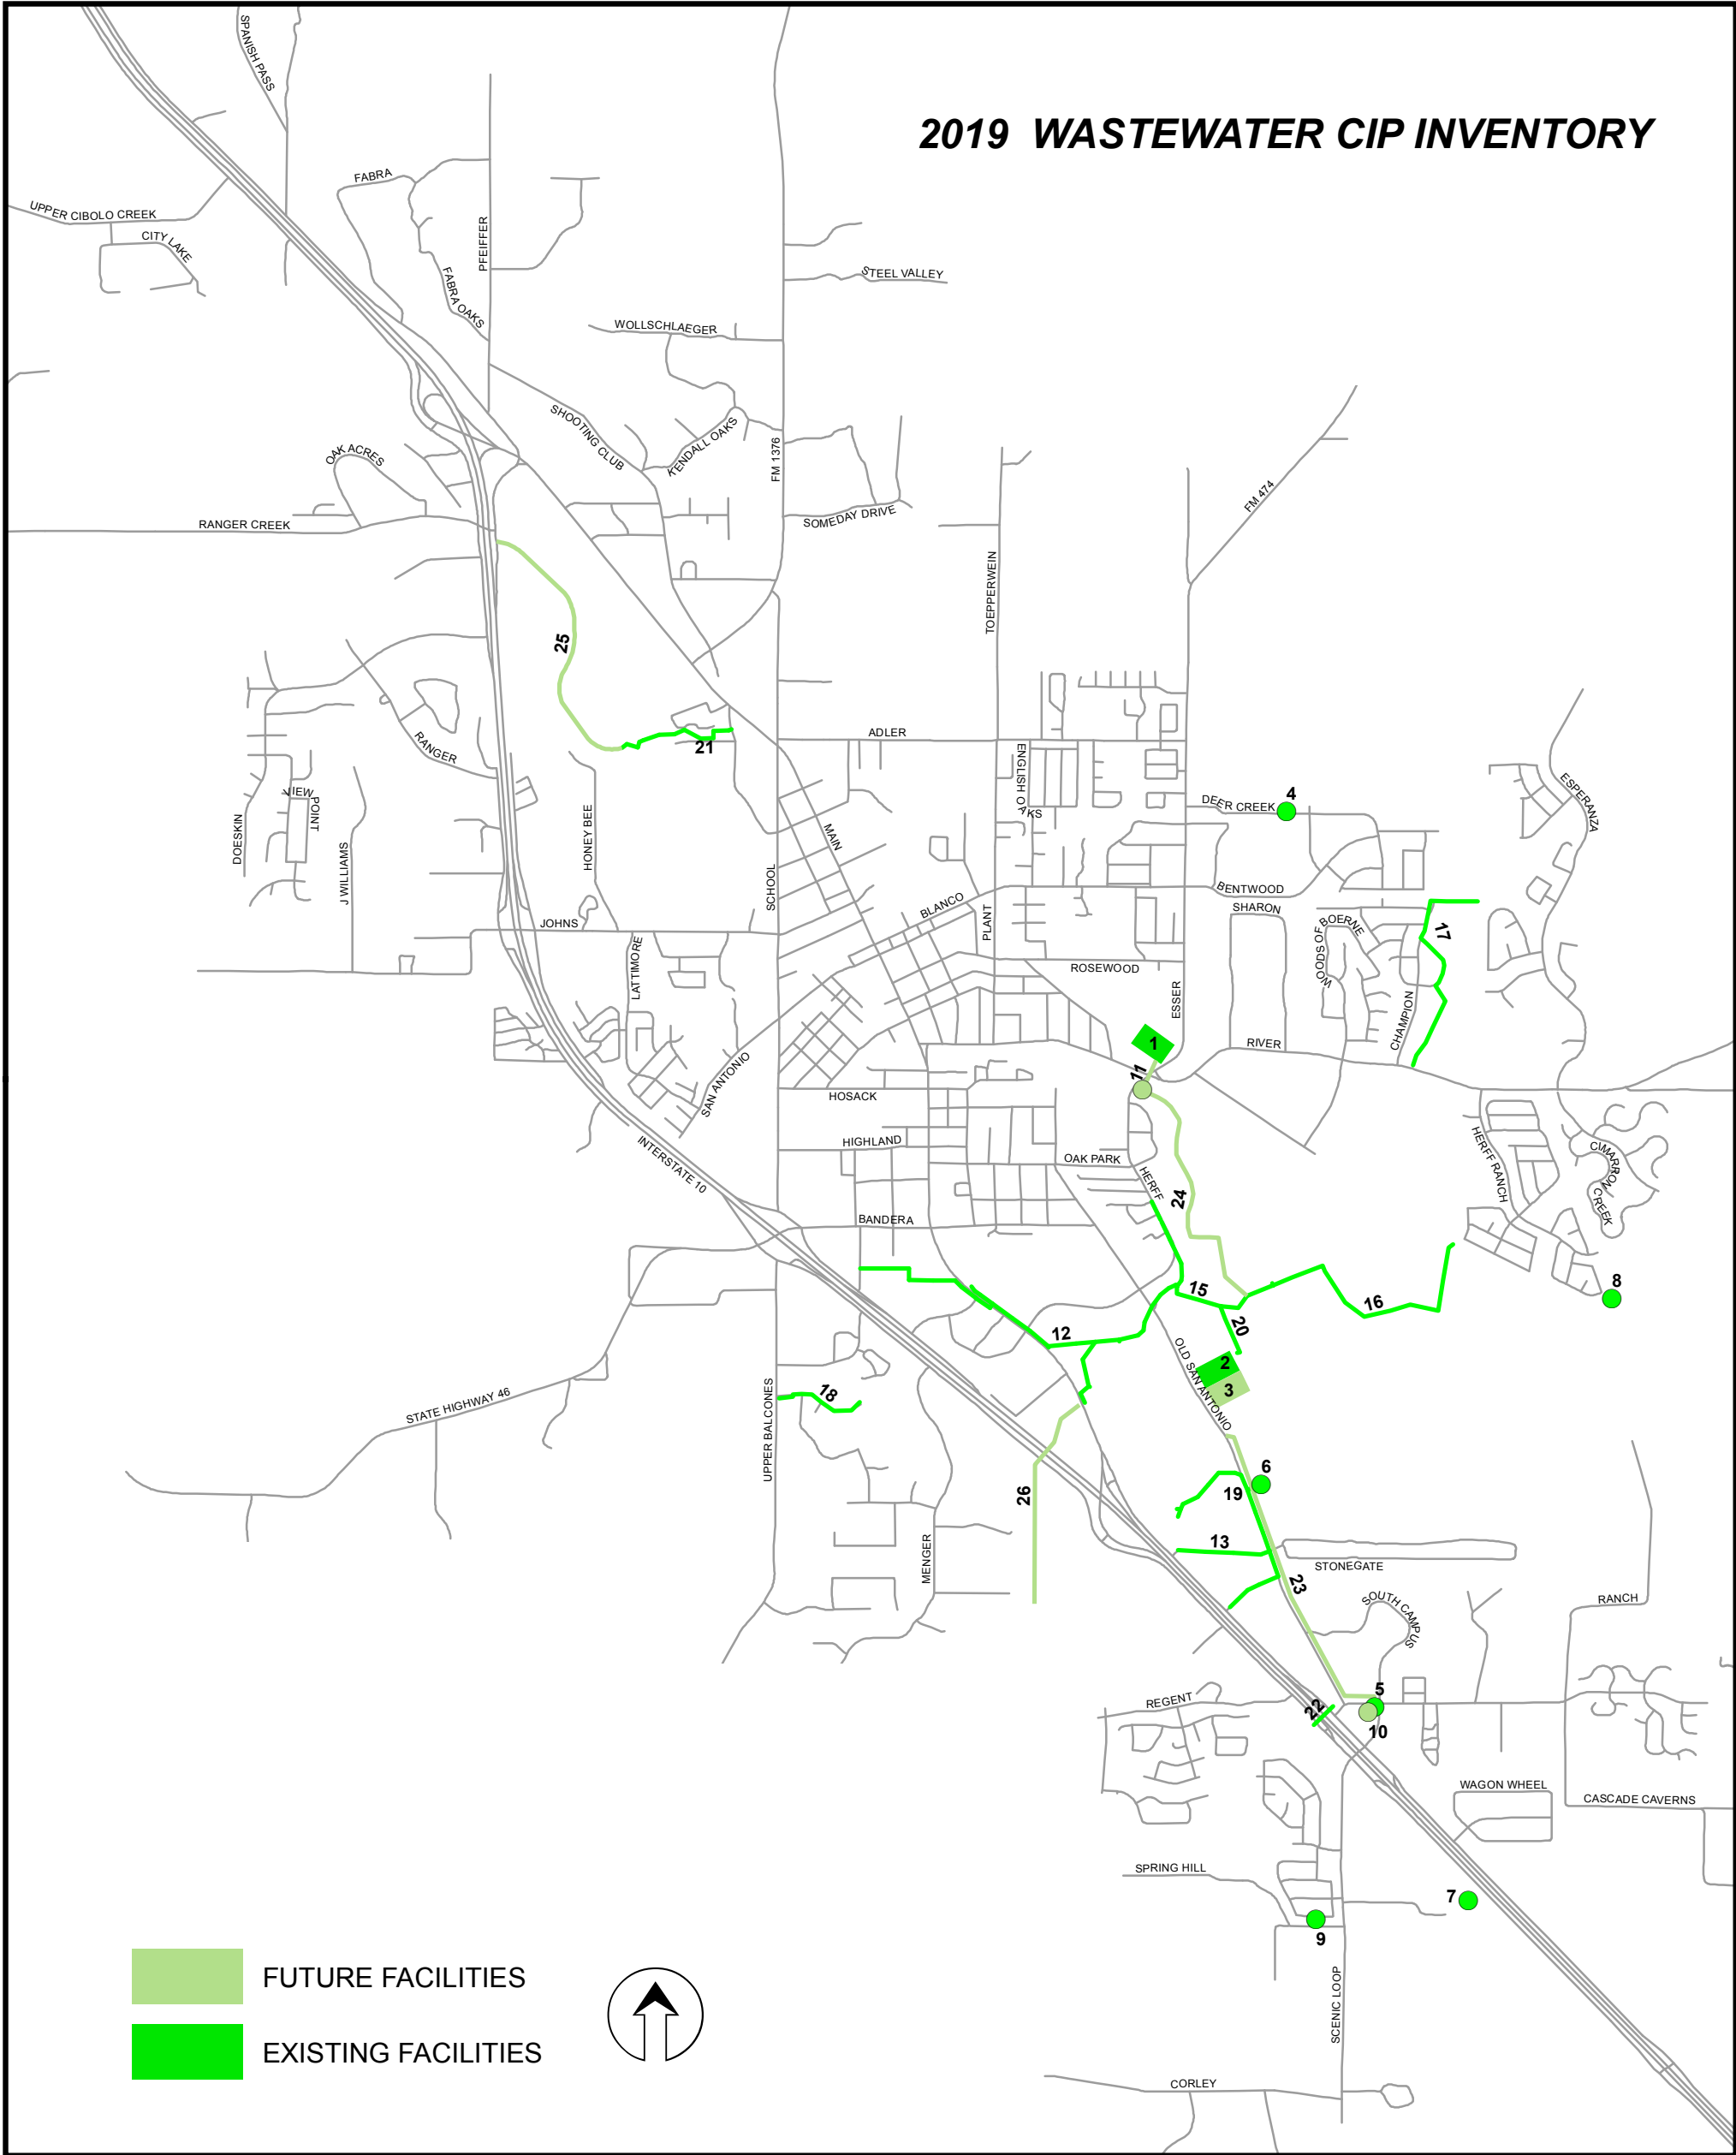 2019 WASTEWATER CIP INVENTORY
SPANISH PASS
FABRA
UPPER CIBOLO CREEK
CITY LAKE
PFEIFFER
FABRA OAKS
STEEL VALLEY
WOLLSCHLAEGER
SHOOTING CLUB
KENDALL OAKS
FM 1376
OAK ACRES
FM 474
RANGER CREEK
SOMEDAY DRIVE
TOEPPERWEIN
25
21
ADLER
RANGER
ENGLISH OAKS
VIEW
POINT
DOESKIN
J WILLIAMS
HONEY BEE
MAIN
4
DEER CREEK
ESPERANZA
SCHOOL
BLANCO
BENTWOOD
PLANT
SHARON
WOODS OF BOERNE
17
JOHNS
LATTIMORE
ROSEWOOD
ESSER
CHAMPION
1
RIVER
11
SAN ANTONIO
HOSACK
HIGHLAND
OAK PARK
HERFF
24
INTERSTATE 10
BANDERA
HERFF RANCH
CIMARRON
CREEK
8
15
16
12
20
OLD SAN ANTONIO
2
3
18
STATE HIGHWAY 46
UPPER BALCONES
6
19
26
13
STONEGATE
MENGER
23
SOUTH CAMPUS
RANCH
5
REGENT
22
10
WAGON WHEEL
CASCADE CAVERNS
SPRING HILL
7
9
SCENIC LOOP
FUTURE FACILITIES
EXISTING FACILITIES
CORLEY